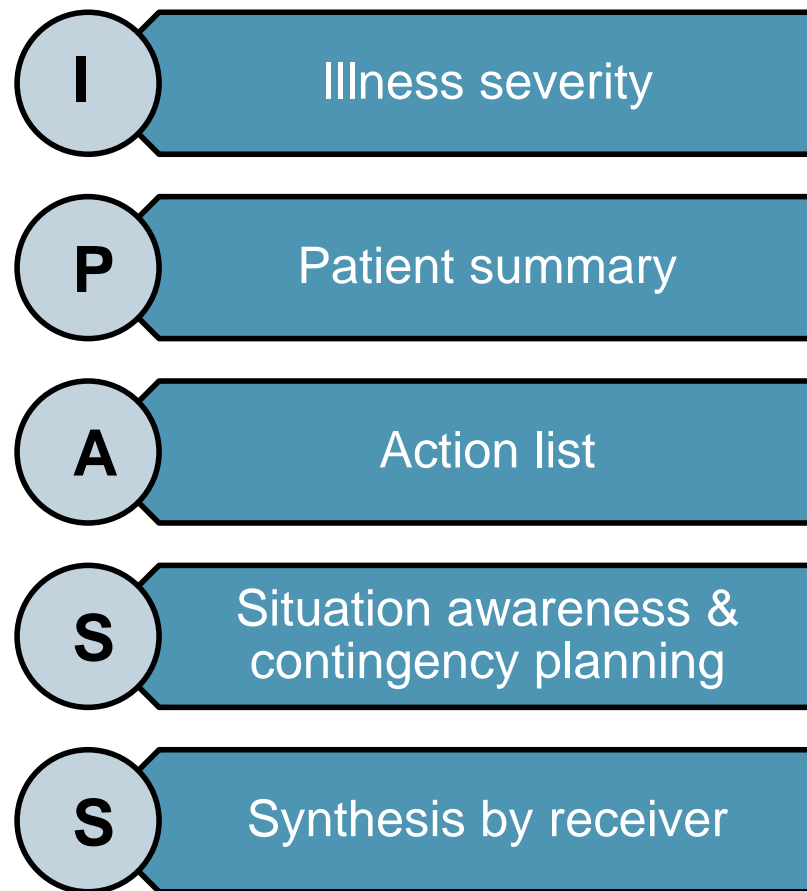 I
Illness severity
P
Patient summary
A
Action list
S
Situation awareness &
contingency planning
S
Synthesis by receiver